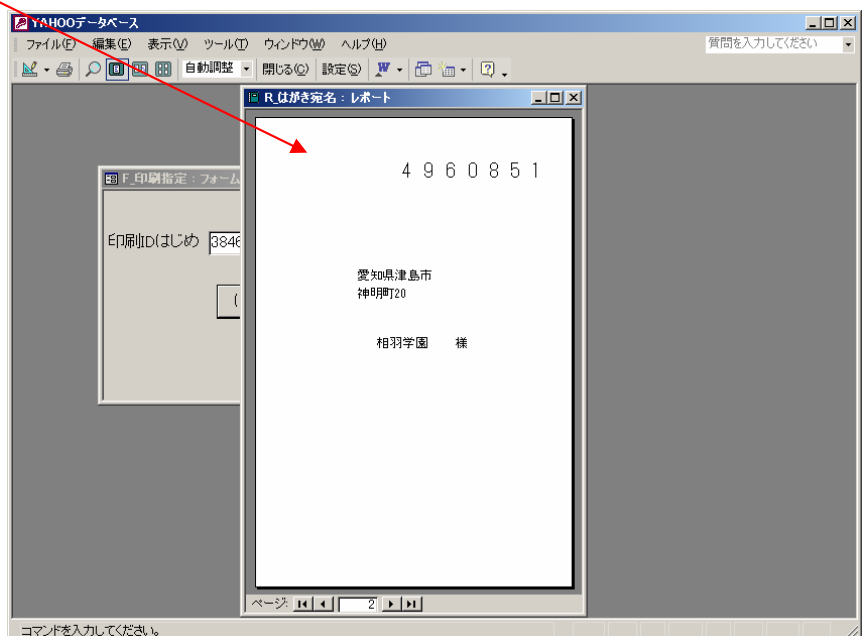 YAHOOデータベース
ファイル(F) 編集(E) 表示(V) ツール(T) ウィンドウ(W) ヘルプ(H) 質問を入力してください
自動調整 閉じる(C) 設定(S)
R_はがき宛名 : レポート
4960851
F_印刷指定 : フォーム
印刷ID(はじめ 3846
愛知県津島市
神明町20
(
相羽学園 様
ページ: 2
コマンドを入力してください。